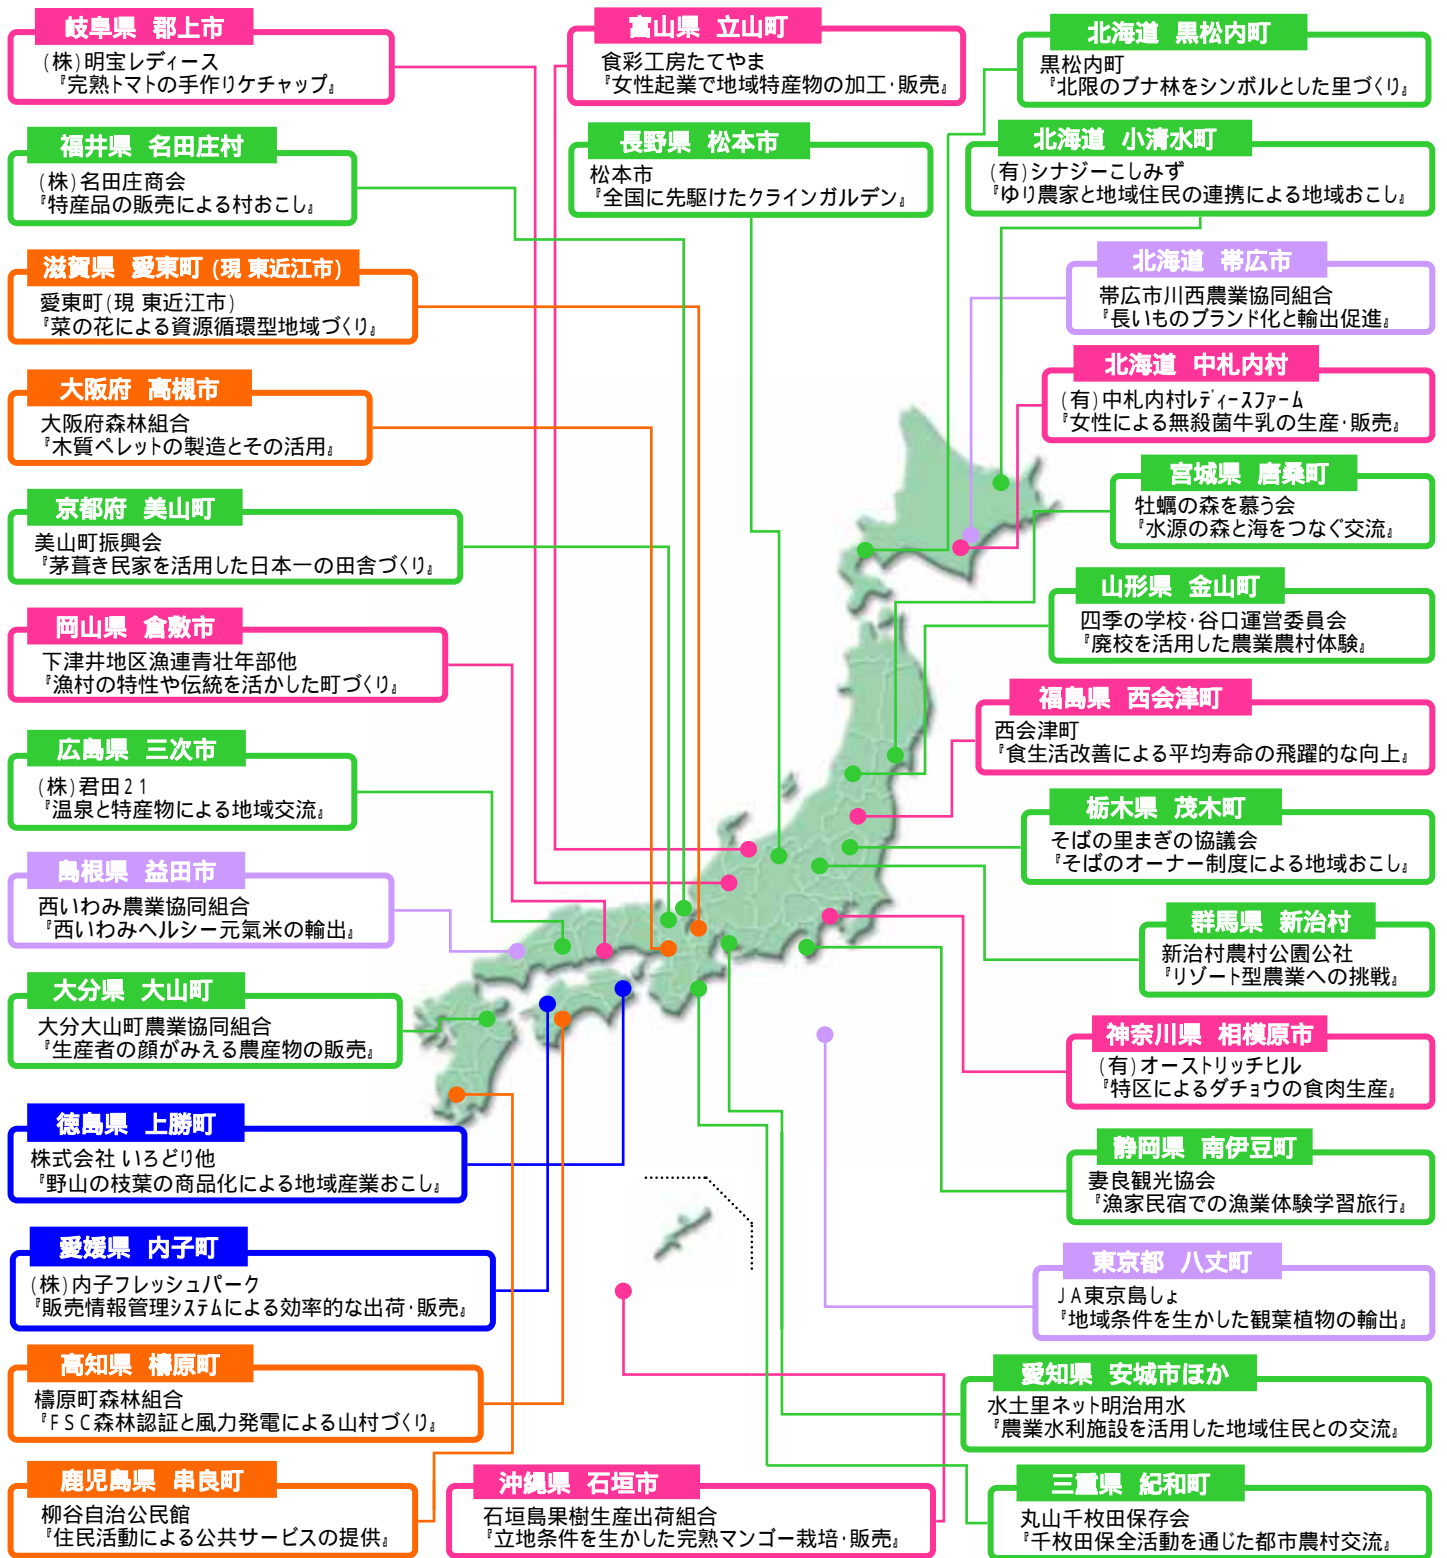 岐阜県 郡上市
(株)明宝レディース
『完熟トマトの手作りケチャップ』
富山県 立山町
食彩工房たてやま
『女性起業で地域特産物の加工・販売』
北海道 黒松内町
黒松内町
『北限のブナ林をシンボルとした里づくり』
福井県 名田庄村
(株)名田庄商会
『特産品の販売による村おこし』
長野県 松本市
松本市
『全国に先駆けたクラインガルデン』
北海道 小清水町
(有)シナジーこしみず
『ゆり農家と地域住民の連携による地域おこし』
滋賀県 愛東町(現 東近江市)
愛東町(現 東近江市)
『菜の花による資源循環型地域づくり』
北海道 帯広市
帯広市川西農業協同組合
『長いものブランド化と輸出促進』
大阪府 高槻市
大阪府森林組合
『木質ペレットの製造とその活用』
北海道 中札内村
(有)中札内村ﾚﾃﾞｨｰｽﾌｧｰﾑ
『女性による無殺菌牛乳の生産・販売』
京都府 美山町
美山町振興会
『茅葺き民家を活用した日本一の田舎づくり』
宮城県 唐桑町
牡蠣の森を慕う会
『水源の森と海をつなぐ交流』
山形県 金山町
四季の学校・谷口運営委員会
『廃校を活用した農業農村体験』
岡山県 倉敷市
下津井地区漁連青壮年部他
『漁村の特性や伝統を活かした町づくり』
福島県 西会津町
西会津町
『食生活改善による平均寿命の飛躍的な向上』
広島県 三次市
(株)君田21
『温泉と特産物による地域交流』
栃木県 茂木町
そばの里まぎの協議会
『そばのオーナー制度による地域おこし』
島根県 益田市
西いわみ農業協同組合
『西いわみヘルシー元氣米の輸出』
群馬県 新治村
新治村農村公園公社
『リゾート型農業への挑戦』
大分県 大山町
大分大山町農業協同組合
『生産者の顔がみえる農産物の販売』
神奈川県 相模原市
(有)オーストリッチヒル
『特区によるダチョウの食肉生産』
徳島県 上勝町
株式会社 いろどり他
『野山の枝葉の商品化による地域産業おこし』
静岡県 南伊豆町
妻良観光協会
『漁家民宿での漁業体験学習旅行』
愛媛県 内子町
(株)内子フレッシュパーク
『販売情報管理ｼｽﾃﾑによる効率的な出荷・販売』
東京都 八丈町
JA東京島しょ
『地域条件を生かした観葉植物の輸出』
高知県 檮原町
檮原町森林組合
『FSC森林認証と風力発電による山村づくり』
愛知県 安城市ほか
水土里ネット明治用水
『農業水利施設を活用した地域住民との交流』
鹿児島県 串良町
柳谷自治公民館
『住民活動による公共サービスの提供』
沖縄県 石垣市
石垣島果樹生産出荷組合
『立地条件を生かした完熟マンゴー栽培・販売』
三重県 紀和町
丸山千枚田保存会
『千枚田保全活動を通じた都市農村交流』